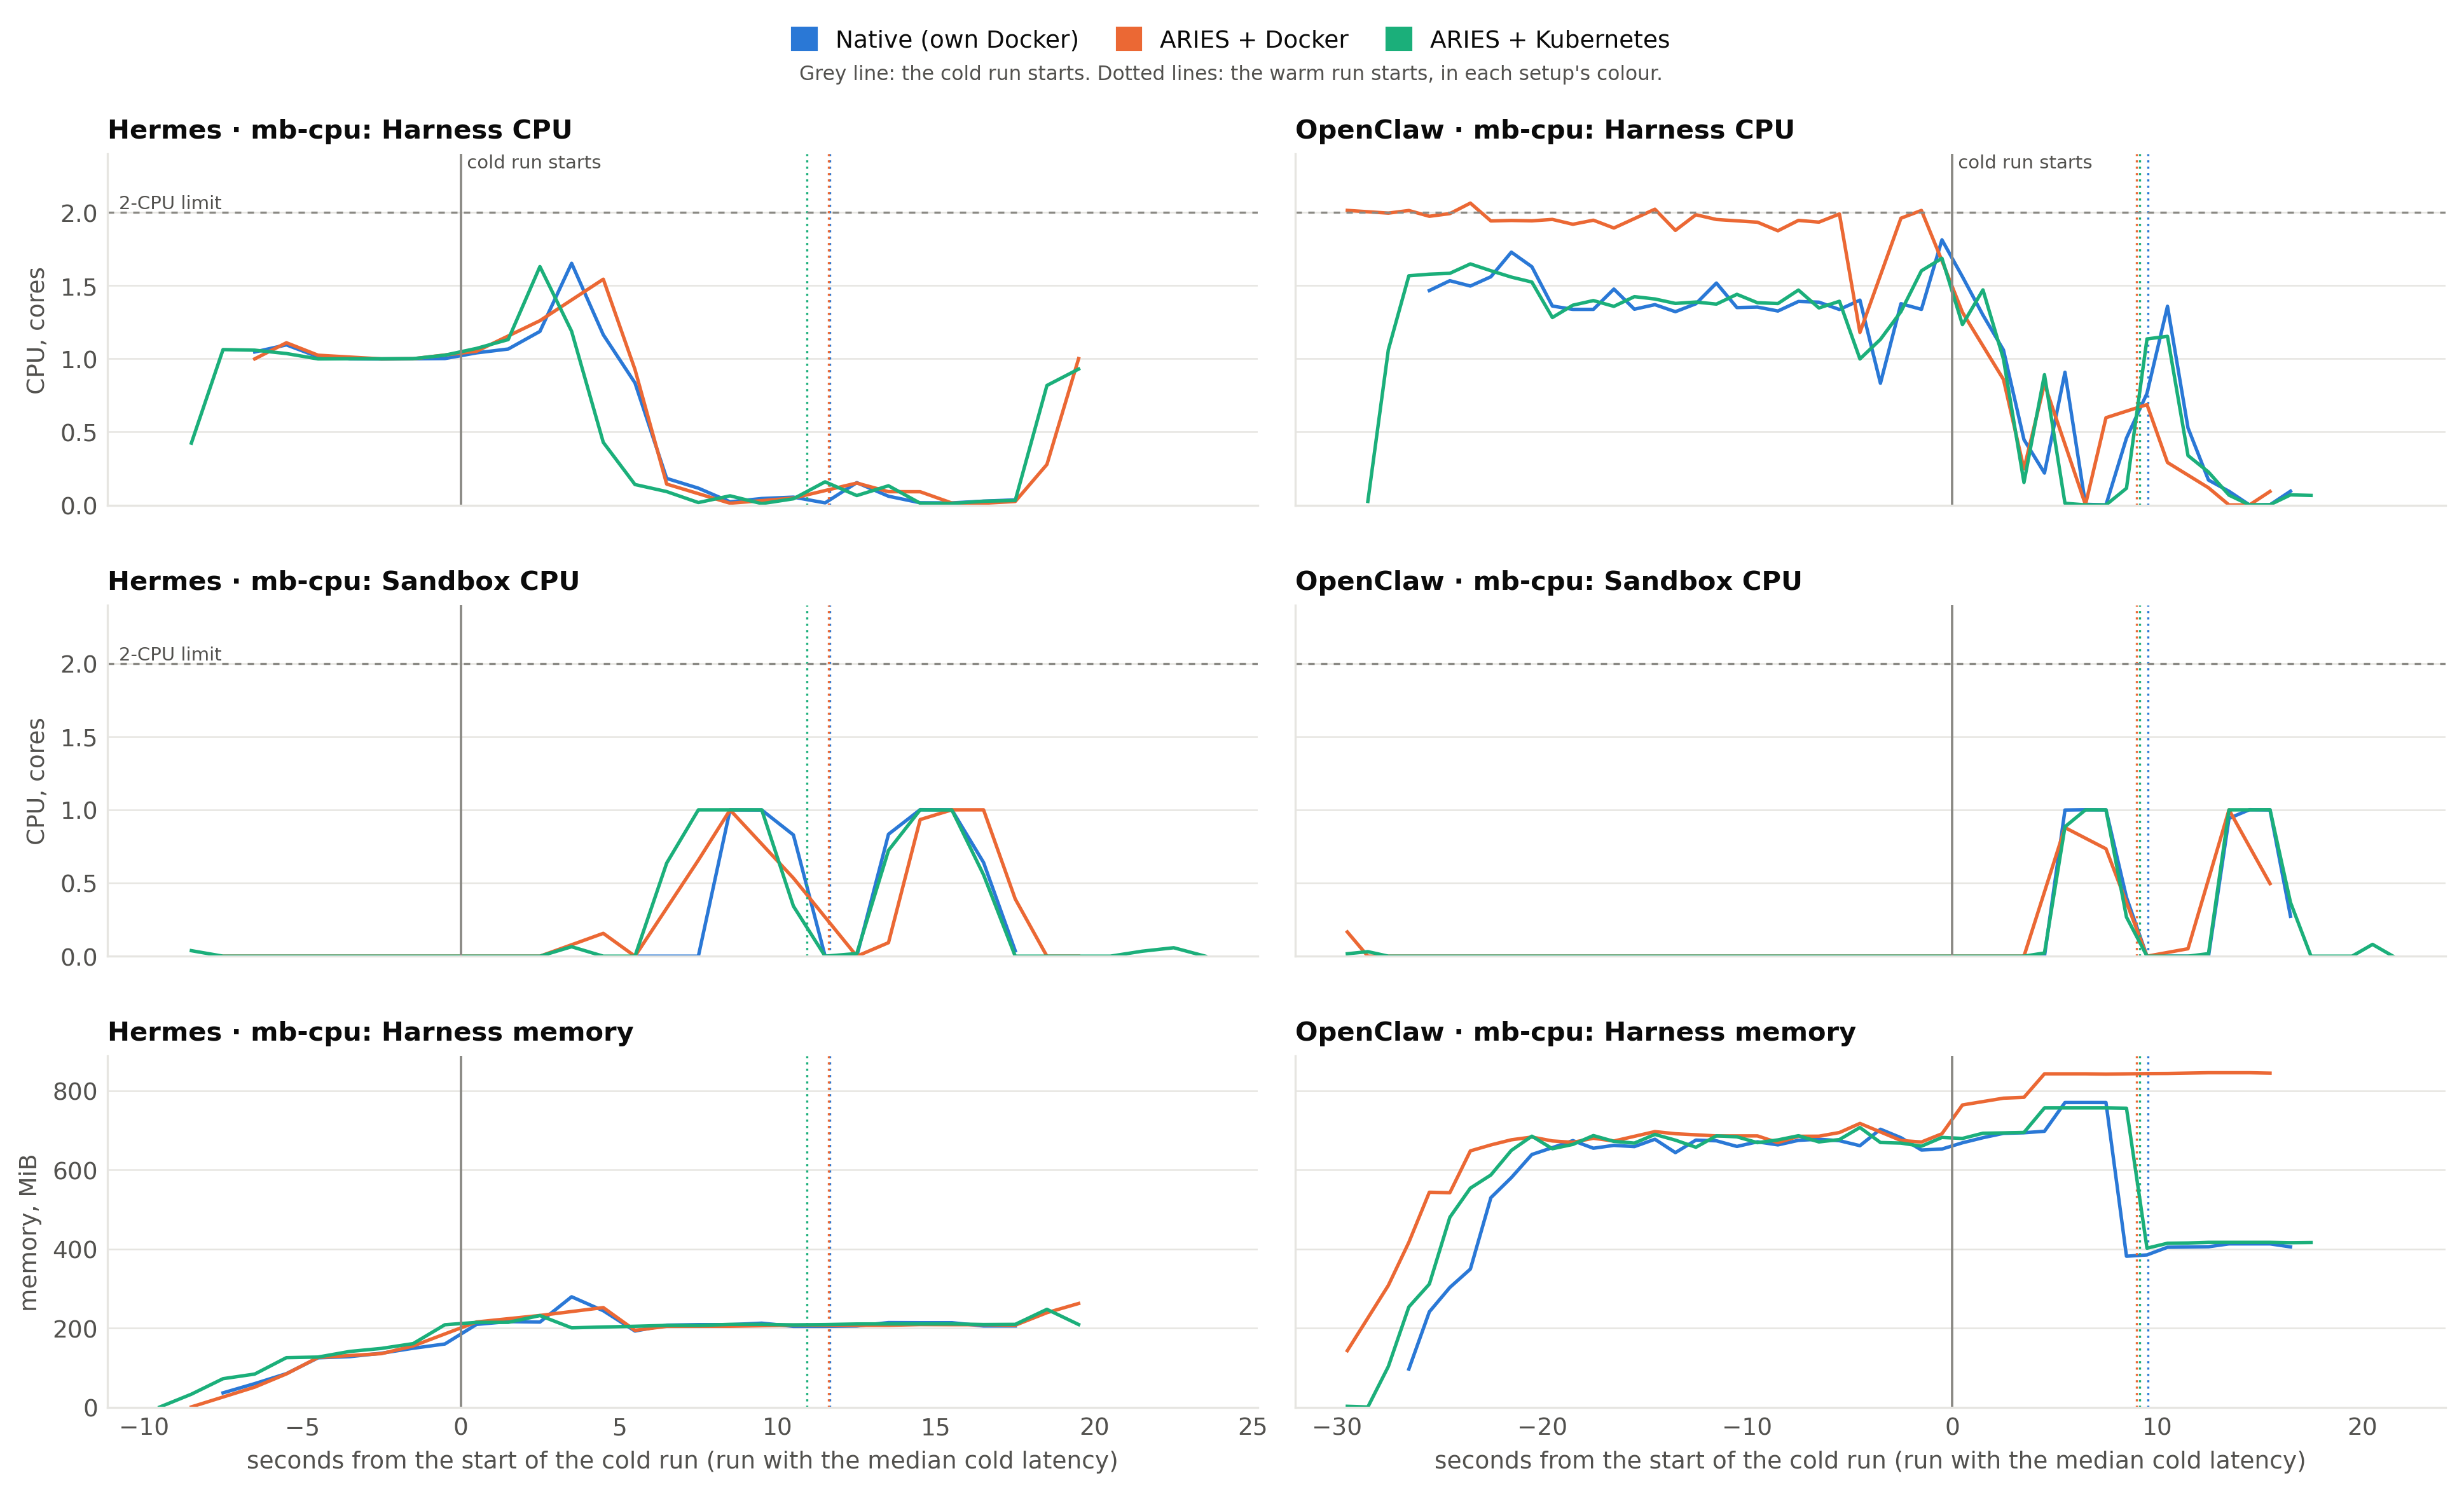 Native (own Docker) ARIES + Docker ARIES + Kubernetes
Grey line: the cold run starts. Dotted lines: the warm run starts, in each setup's colour.
Hermes · mb-cpu: Harness CPU
cold run starts
2-CPU limit
CPU, cores
2.0
1.5
1.0
0.5
0.0
OpenClaw · mb-cpu: Harness CPU
cold run starts
Hermes · mb-cpu: Sandbox CPU
2-CPU limit
CPU, cores
2.0
1.5
1.0
0.5
0.0
OpenClaw · mb-cpu: Sandbox CPU
Hermes · mb-cpu: Harness memory
memory, MiB
800
600
400
200
0
−10 −5 0 5 10 15 20 25
seconds from the start of the cold run (run with the median cold latency)
OpenClaw · mb-cpu: Harness memory
−30 −20 −10 0 10 20
seconds from the start of the cold run (run with the median cold latency)